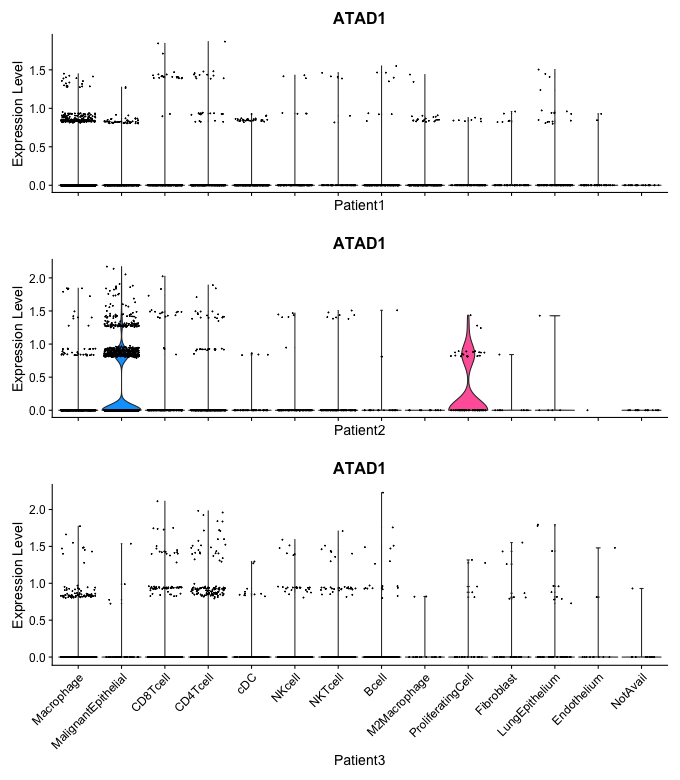 ATAD1
Expression Level
1.5
1.0
0.5
0.0
Patient1
ATAD1
Expression Level
2.0
1.5
1.0
0.5
0.0
Patient2
ATAD1
Expression Level
2.0
1.5
1.0
0.5
0.0
Macrophage
MalignantEpithelial
CD8Tcell
CD4Tcell
cDC
NKcell
NKTcell
Bcell
M2Macrophage
ProliferatingCell
Fibroblast
LungEpithelium
Endothelium
NotAvail
Patient3